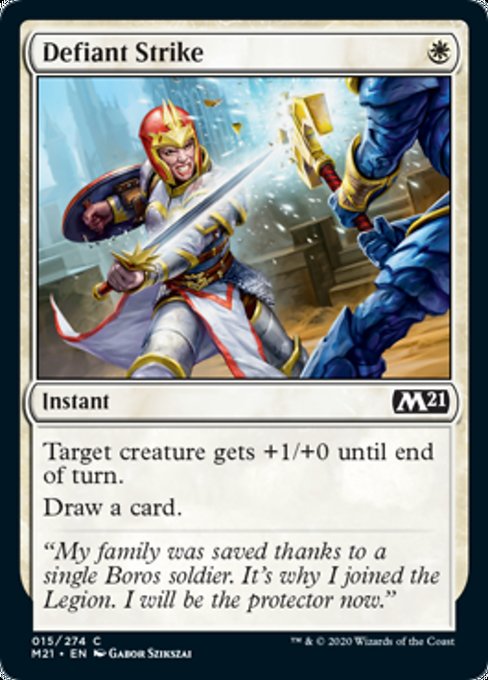 Defiant Strike
Instant
M21
Target creature gets +1/+0 until end
of turn.
Draw a card.
“My family was saved thanks to a
single Boros soldier. It’s why I joined the
Legion. I will be the protector now.”
015/274 C
M21 • EN Gabor Szikszai
™ & © 2020 Wizards of the Coast